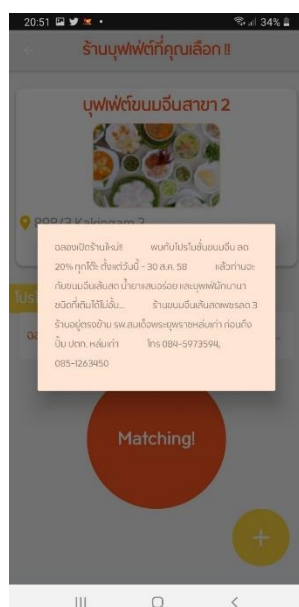 20:51
34%
ร้านบุฟเฟ่ต์ที่คุณเลือก !!
บุฟเฟ่ต์ขนมจีนสาขา 2
ฉลองเปิดร้านใหม่!! พบกับโปรโมชั่นขนมจีน ลด
20% ทุกโต๊ะ ตั้งแต่วันนี้ - 30 ส.ค. 58 แล้วท่านจะ
กับขนมจีนเส้นสด น้ำยาแสนอร่อย และบุฟเฟ่ผักนานา
ชนิดที่เติมได้ไม่อั้น... ร้านขนมจีนเส้นสดเพชรลด 3
ร้านอยู่ตรงข้าม รพ.สมเด็จพระยุพราชหล่มเก่า ก่อนถึง
ปั้ม ปตท. หล่มเก่า โทร 084-5973594,
085-1263450
Matching!
+